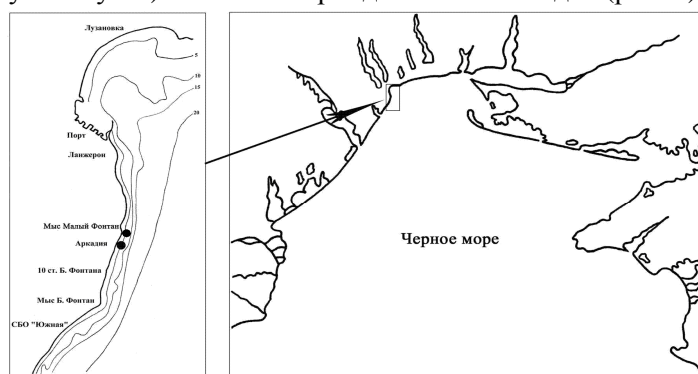 Лузановка
5
10
15
20
Порт
Ланжерон
Мыс Малый Фонтан
Аркадия
10 ст. Б. Фонтана
Мыс Б. Фонтан
СБО "Южная"
Черное море